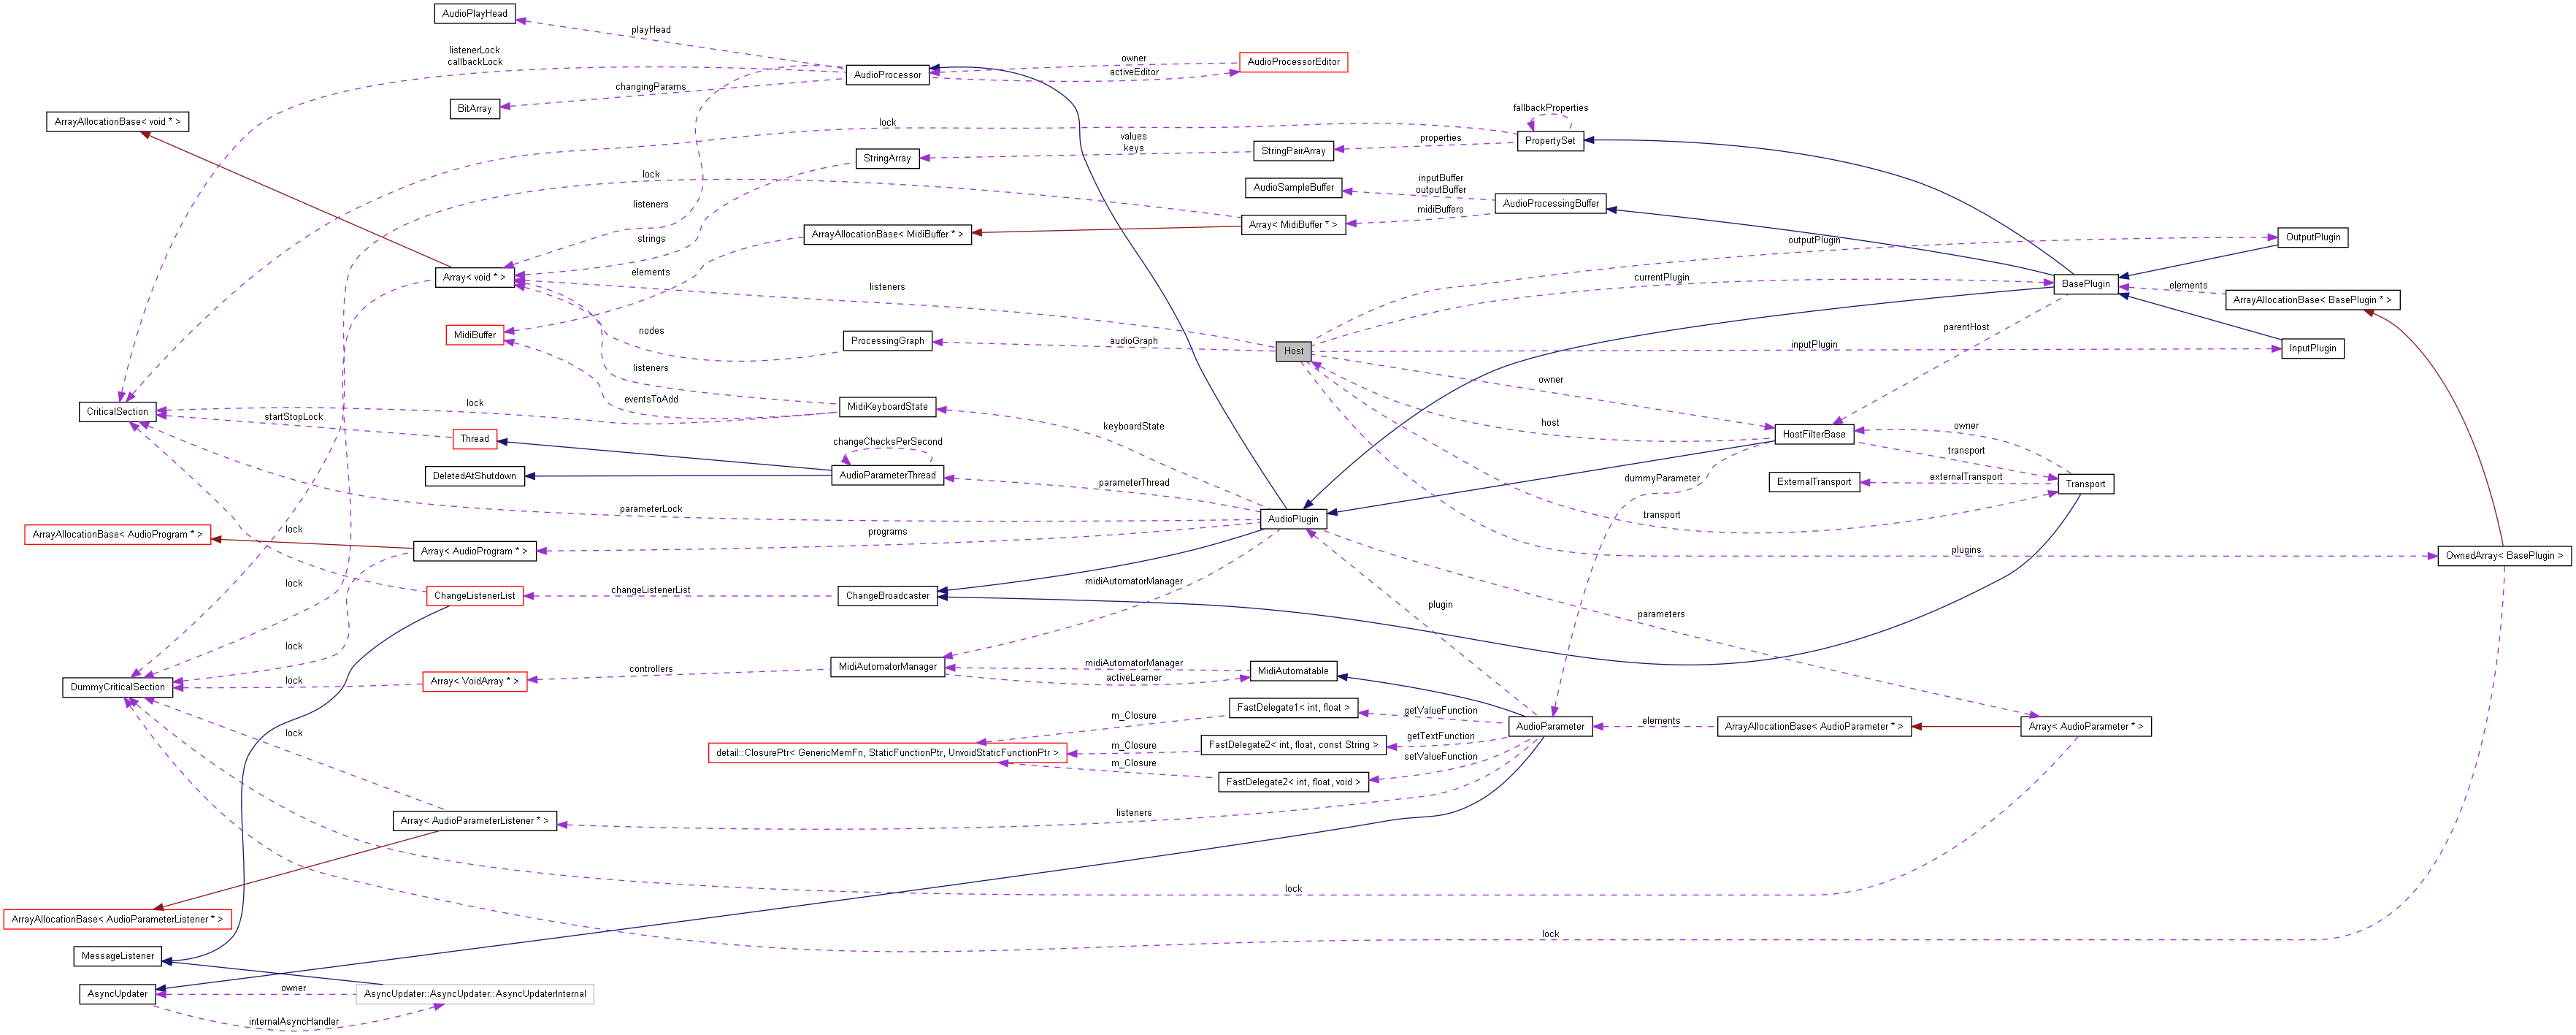 AudioPlayHead
playHead
listenerLock
callbackLock
AudioProcessor
owner
activeEditor
AudioProcessorEditor
changingParams
BitArray
fallbackProperties
ArrayAllocationBase< void * >
lock
values
keys
properties
PropertySet
StringArray
StringPairArray
lock
AudioSampleBuffer
inputBuffer
outputBuffer
AudioProcessingBuffer
listeners
midiBuffers
Array< MidiBuffer * >
ArrayAllocationBase< MidiBuffer * >
strings
outputPlugin
OutputPlugin
Array< void * >
elements
listeners
currentPlugin
BasePlugin
elements
ArrayAllocationBase< BasePlugin * >
MidiBuffer
nodes
ProcessingGraph
audioGraph
parentHost
Host
inputPlugin
InputPlugin
listeners
owner
CriticalSection
lock
eventsToAdd
MidiKeyboardState
startStopLock
keyboardState
host
HostFilterBase
owner
Thread
changeChecksPerSecond
transport
DeletedAtShutdown
AudioParameterThread
parameterThread
dummyParameter
ExternalTransport
externalTransport
Transport
parameterLock
AudioPlugin
transport
ArrayAllocationBase< AudioProgram * >
lock
programs
Array< AudioProgram * >
plugins
OwnedArray< BasePlugin >
lock
ChangeListenerList
changeListenerList
ChangeBroadcaster
midiAutomatorManager
plugin
parameters
lock
DummyCriticalSection
lock
Array< VoidArray * >
controllers
MidiAutomatorManager
midiAutomatorManager
activeLearner
MidiAutomatable
FastDelegate1< int, float >
getValueFunction
m_Closure
lock
detail::ClosurePtr< GenericMemFn, StaticFunctionPtr, UnvoidStaticFunctionPtr >
m_Closure
FastDelegate2< int, float, const String >
getTextFunction
AudioParameter
elements
ArrayAllocationBase< AudioParameter * >
Array< AudioParameter * >
m_Closure
setValueFunction
FastDelegate2< int, float, void >
Array< AudioParameterListener * >
listeners
lock
ArrayAllocationBase< AudioParameterListener * >
lock
MessageListener
AsyncUpdater
owner
AsyncUpdater::AsyncUpdater::AsyncUpdaterInternal
internalAsyncHandler